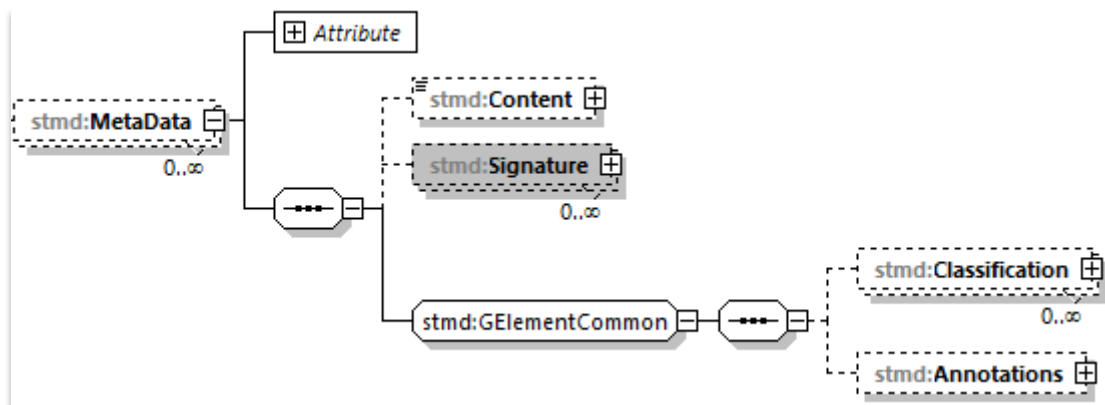 Attribute
stmd:Content
stmd:MetaData
0..∞
stmd:Signature
0..∞
stmd:Classification
0..∞
stmd:GElementCommon
stmd:Annotations